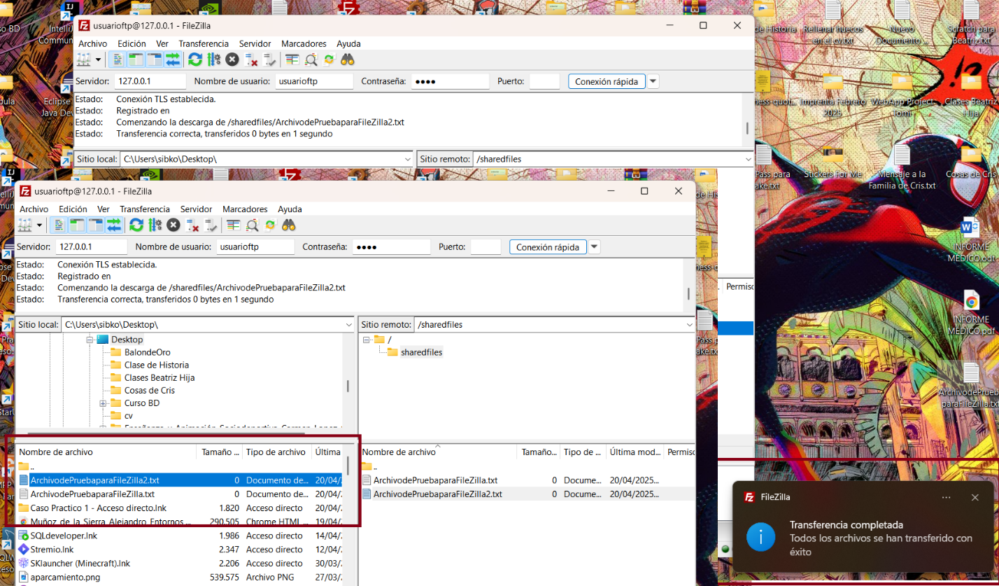 usuarioftp@127.0.0.1 - FileZilla
Archivo Edición Ver Transferencia Servidor Marcadores Ayuda
Servidor: 127.0.0.1 Nombre de usuario: usuarioftp Contraseña: ●●●● Puerto: Conexión rápida
Estado: Conexión TLS establecida.
Estado: Registrado en
Estado: Comenzando la descarga de /sharedfiles/ArchivodePruebaparaFileZilla2.txt
Estado: Transferencia correcta, transferidos 0 bytes en 1 segundo
Sitio local: C:\Users\sibko\Desktop\ Sitio remoto: /sharedfiles
usuarioftp@127.0.0.1 - FileZilla
Archivo Edición Ver Transferencia Servidor Marcadores Ayuda
Servidor: 127.0.0.1 Nombre de usuario: usuarioftp Contraseña: ●●●● Puerto: Conexión rápida
Estado: Conexión TLS establecida.
Estado: Registrado en
Estado: Comenzando la descarga de /sharedfiles/ArchivodePruebaparaFileZilla2.txt
Estado: Transferencia correcta, transferidos 0 bytes en 1 segundo
Sitio local: C:\Users\sibko\Desktop\ Sitio remoto: /sharedfiles
Desktop
BalondeOro
Clase de Historia
Clases Beatriz Hija
Cosas de Cris
Curso BD
cv
/
sharedfiles
Nombre de archivo Tamaño ... Tipo de archivo Última
..
ArchivodePruebaparaFileZilla2.txt 0 Documento de... 20/04/
ArchivodePruebaparaFileZilla.txt 0 Documento de... 20/04/
Caso Practico 1 - Acceso directo.lnk 1.820 Acceso directo 20/04/
Muñoz_de_la_Sierra_Alejandro_Entornos_... 290.505 Chrome HTML... 19/04/
SQLdeveloper.lnk 1.986 Acceso directo 14/04/
Stremio.lnk 2.347 Acceso directo 12/04/
SKlauncher (Minecraft).lnk 2.206 Acceso directo 30/03/
aparcamiento.png 539.575 Archivo PNG 27/03/
Nombre de archivo Tamaño... Tipo de ... Última mod... Permisc
..
ArchivodePruebaparaFileZilla.txt 0 Docume... 20/04/2025...
ArchivodePruebaparaFileZilla2.txt 0 Docume... 20/04/2025...
Permisc
de Historia
Rellenar huecos
en el cv.txt
Nuevo
Documento ...
Scratch para
Beatriz.txt
Imprenta Febrero
2025
WebApp Project
Tomi
Clases Beatriz
Hija
Pass para
Stickers For Me
Mensaje a la
Familia de Cris.txt
Cosas de Cris
INFORME
MEDICO.odt
INFORME
MEDICO.pdf
ArchivodePrueb
paraFileZilla.txt
Eclipse
Java Dev
FileZilla
Transferencia completada
Todos los archivos se han transferido con
éxito